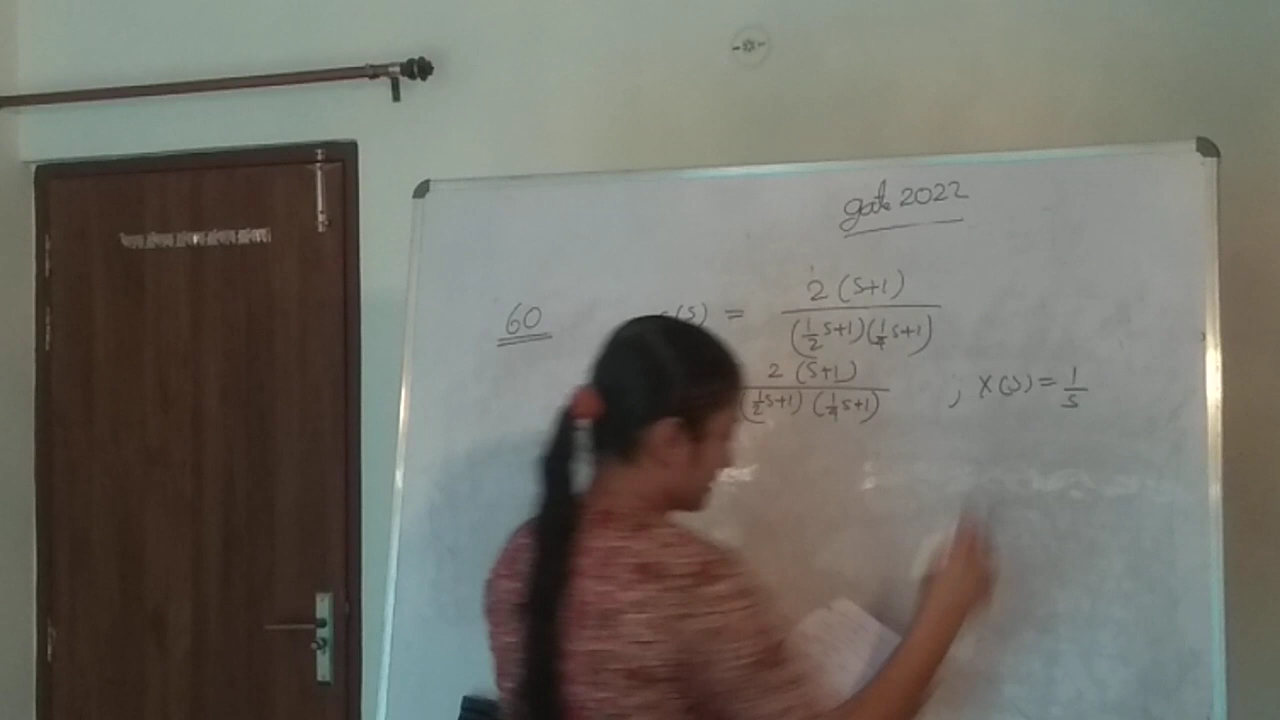 gate 2022
60 (S) = 2 (S+1) / (1/2 S+1)(1/4 S+1)
2 (S+1) / (1/2 S+1) (1/4 S+1) ; X(S) = 1/S